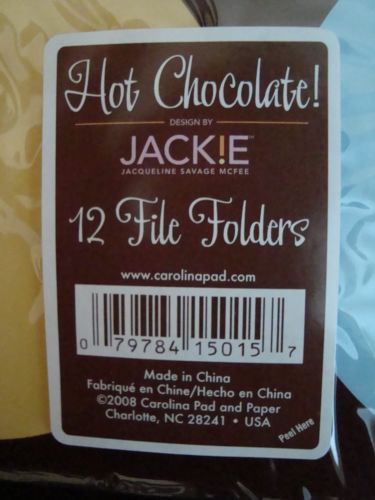 Hot Chocolate!
DESIGN BY
JACK!E™
JACQUELINE SAVAGE MCFEE
12 File Folders
www.carolinapad.com
0 79784 15015 7
Made in China
Fabriqué en Chine/Hecho en China
©2008 Carolina Pad and Paper
Charlotte, NC 28241 • USA
Peel Here